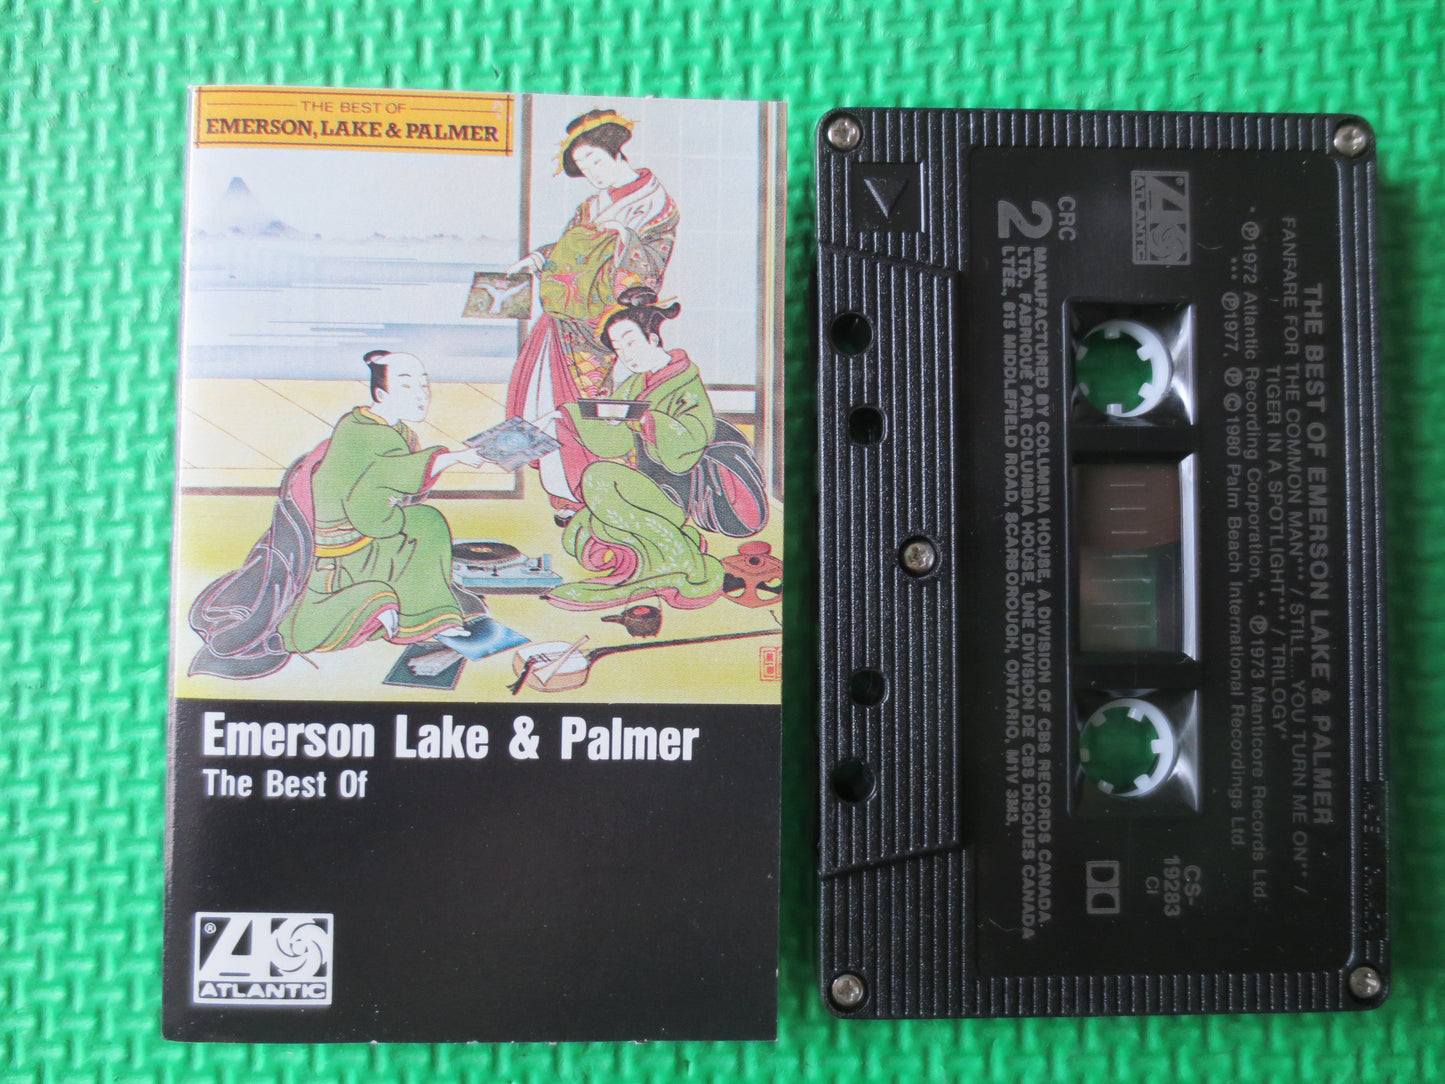 THE BEST OF
EMERSON, LAKE & PALMER
Emerson Lake & Palmer
The Best Of
®
ATLANTIC
®
ATLANTIC
THE BEST OF EMERSON LAKE & PALMER
FANFARE FOR THE COMMON MAN*** / STILL... YOU TURN ME ON** /
TIGER IN A SPOTLIGHT*** / TRILOGY*
* ℗1972 Atlantic Recording Corporation, ** ℗1973 Manticore Records Ltd.
*** ℗1977, ℗ ©1980 Palm Beach International Recordings Ltd.
CRC
2
MANUFACTURED BY COLUMBIA HOUSE, A DIVISION OF CBS RECORDS CANADA
LTD., FABRIQUÉ PAR COLUMBIA HOUSE, UNE DIVISION DE CBS DISQUES CANADA
LTÉE., 615 MIDDLEFIELD ROAD, SCARBOROUGH, ONTARIO, M1V 3M3.
CS-
19283
CI
MADE IN CANADA